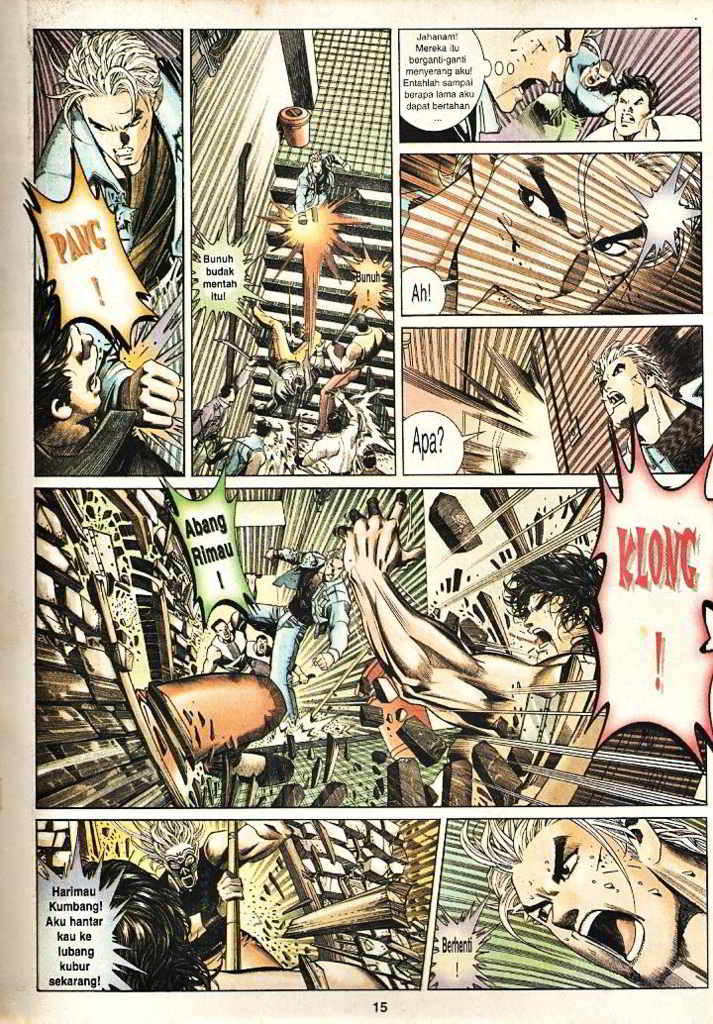 PANG
!
Bunuh
budak
mentah
itu!
Bunuh
!
Jahanam!
Mereka itu
berganti-ganti
menyerang aku!
Entahlah sampai
berapa lama aku
dapat bertahan
...
Ah!
Apa?
Abang
Rimau
!
KLONG
!
Harimau
Kumbang!
Aku hantar
kau ke
lubang
kubur
sekarang!
Berhenti
!
15